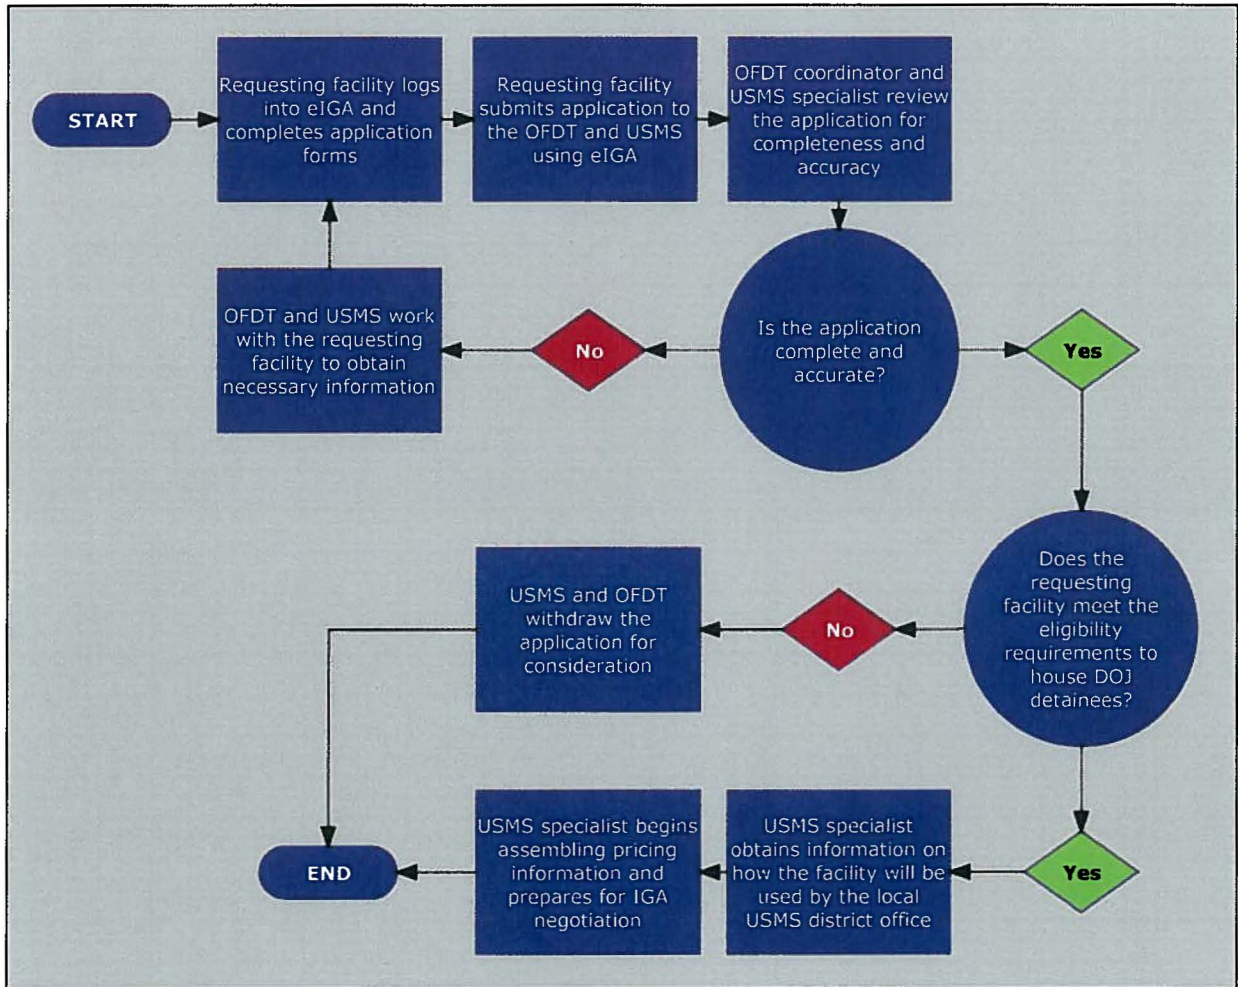 START
Requesting facility logs
into eIGA and
completes application
forms
Requesting facility
submits application to
the OFDT and USMS
using eIGA
OFDT coordinator and
USMS specialist review
the application for
completeness and
accuracy
OFDT and USMS work
with the requesting
facility to obtain
necessary information
No
Is the application
complete and
accurate?
Yes
USMS and OFDT
withdraw the
application for
consideration
No
Does the
requesting
facility meet the
eligibility
requirements to
house DOJ
detainees?
END
USMS specialist begins
assembling pricing
information and
prepares for IGA
negotiation
USMS specialist
obtains information on
how the facility will be
used by the local
USMS district office
Yes